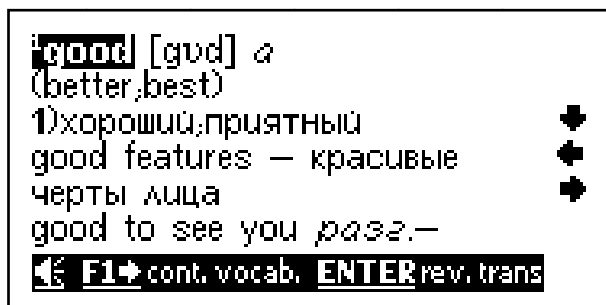 ¹good [gʊd] a
(better,best)
1)хороший;приятный
good features — красивые
черты лица
good to see you разг.—
F1➔ cont. vocab. ENTER rev. trans